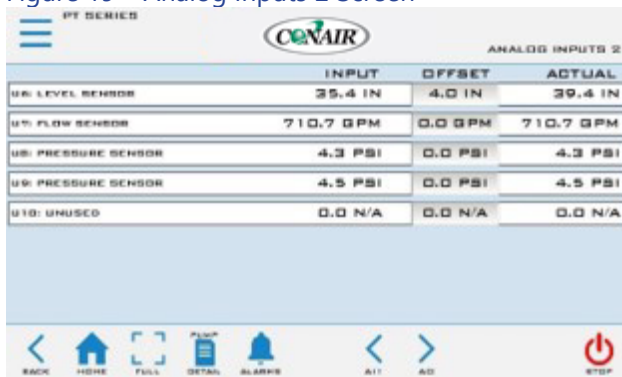 Figure 10 - Analog Inputs 2 Screen
PT SERIES
CONAIR
ANALOG INPUTS 2
INPUT OFFSET ACTUAL
U6: LEVEL SENSOR 35.4 IN 4.0 IN 39.4 IN
U7: FLOW SENSOR 710.7 GPM 0.0 GPM 710.7 GPM
U8: PRESSURE SENSOR 4.3 PSI 0.0 PSI 4.3 PSI
U9: PRESSURE SENSOR 4.5 PSI 0.0 PSI 4.5 PSI
U10: UNUSED 0.0 N/A 0.0 N/A 0.0 N/A
PUMP
BACK HOME FULL DETAIL ALARMS AI1 AO STOP